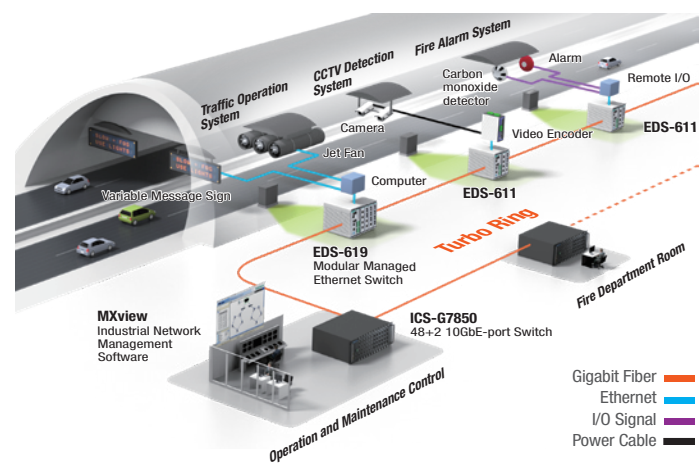 Fire Alarm System
CCTV Detection
System
Traffic Operation
System
Alarm
Carbon
monoxide
detector
Remote I/O
EDS-611
Camera
Video Encoder
Jet Fan
Computer
EDS-611
Variable Message Sign
Turbo Ring
EDS-619
Modular Managed
Ethernet Switch
Fire Department Room
MXview
Industrial Network
Management
Software
ICS-G7850
48+2 10GbE-port Switch
Operation and Maintenance Control
Gigabit Fiber
Ethernet
I/O Signal
Power Cable